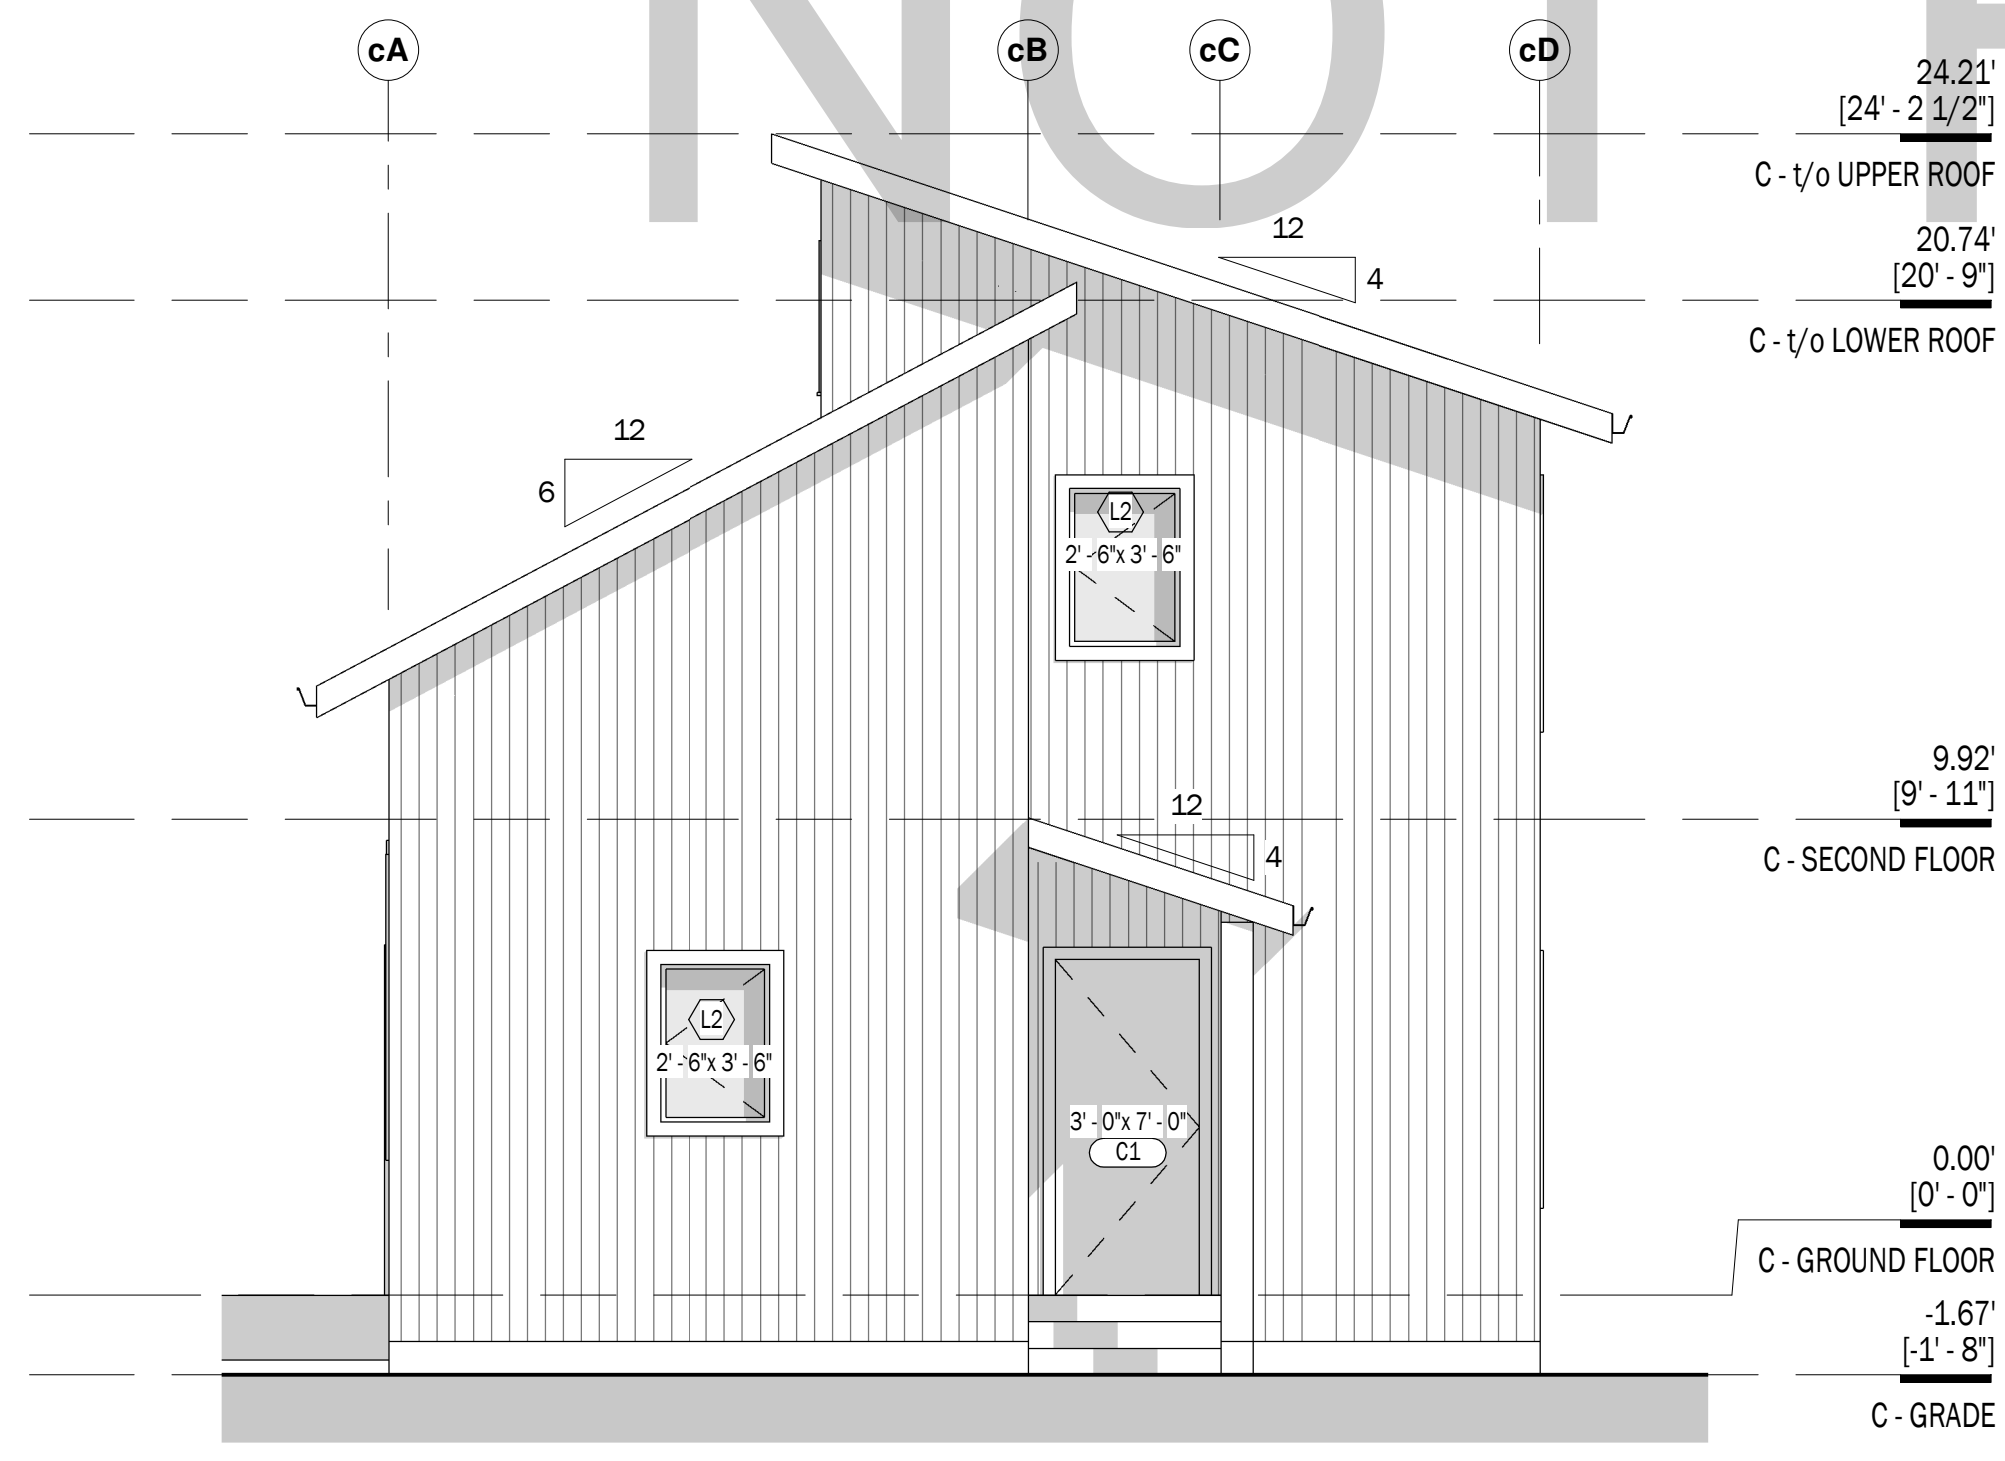 NOT F
cA
cB
cC
cD
24.21'
[24' - 2 1/2"]
C - t/o UPPER ROOF
12
4
20.74'
[20' - 9"]
C - t/o LOWER ROOF
12
6
L2
2' - 6"x 3' - 6"
9.92'
[9' - 11"]
C - SECOND FLOOR
12
4
L2
2' - 6"x 3' - 6"
3' - 0"x 7' - 0"
C1
0.00'
[0' - 0"]
C - GROUND FLOOR
-1.67'
[-1' - 8"]
C - GRADE